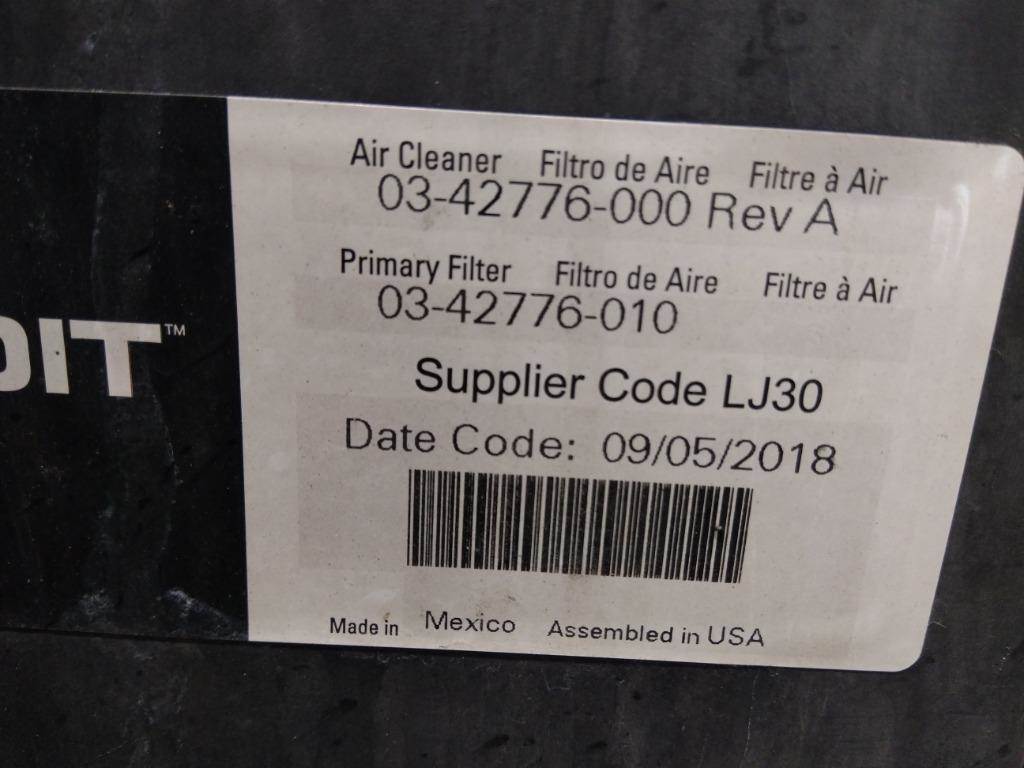 Air Cleaner Filtro de Aire Filtre à Air
03-42776-000 Rev A
Primary Filter Filtro de Aire Filtre à Air
03-42776-010
DIT™
Supplier Code LJ30
Date Code: 09/05/2018
Made in Mexico Assembled in USA